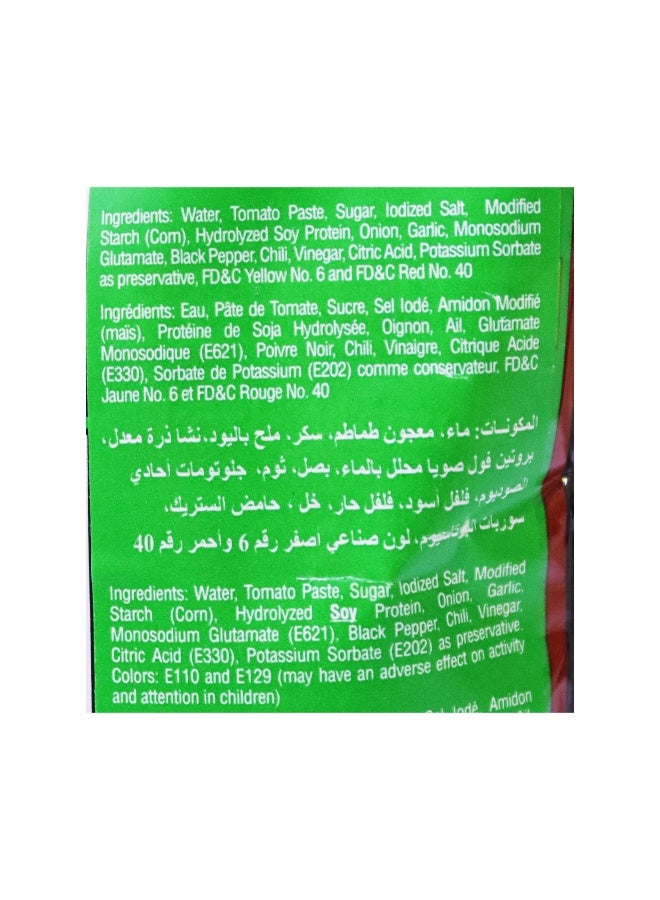 Ingredients: Water, Tomato Paste, Sugar, Iodized Salt, Modified
Starch (Corn), Hydrolyzed Soy Protein, Onion, Garlic, Monosodium
Glutamate, Black Pepper, Chili, Vinegar, Citric Acid, Potassium Sorbate
as preservative, FD&C Yellow No. 6 and FD&C Red No. 40
Ingrédients: Eau, Pâte de Tomate, Sucre, Sel Iodé, Amidon Modifié
(maïs), Protéine de Soja Hydrolysée, Oignon, Ail, Glutamate
Monosodique (E621), Poivre Noir, Chili, Vinaigre, Citrique Acide
(E330), Sorbate de Potassium (E202) comme conservateur, FD&C
Jaune No. 6 et FD&C Rouge No. 40
المكونــات: ماء، معجون طماطم، سكر، ملح باليود،نشا ذرة معدل،
بروتين فول صويا محلل بالماء، بصل، ثوم، جلوتومات أحادي
الصوديوم، فلفل أسود، فلفل حار، خل ، حامض الستريك،
سوربات البوتاسيوم، لون صناعي أصفر رقم 6 وأحمر رقم 40
Ingredients: Water, Tomato Paste, Sugar, Iodized Salt, Modified
Starch (Corn), Hydrolyzed Soy Protein, Onion, Garlic,
Monosodium Glutamate (E621), Black Pepper, Chili, Vinegar,
Citric Acid (E330), Potassium Sorbate (E202) as preservative.
Colors: E110 and E129 (may have an adverse effect on activity
and attention in children)
Sel Iodé, Amidon